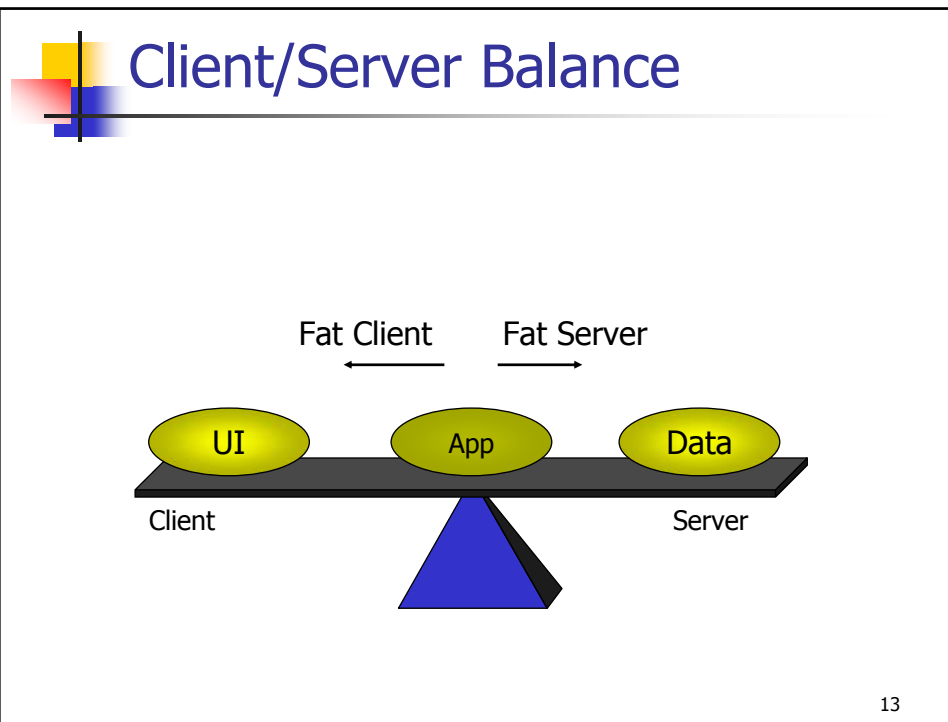 Client/Server Balance
Fat Client Fat Server
UI App Data
Client Server
13